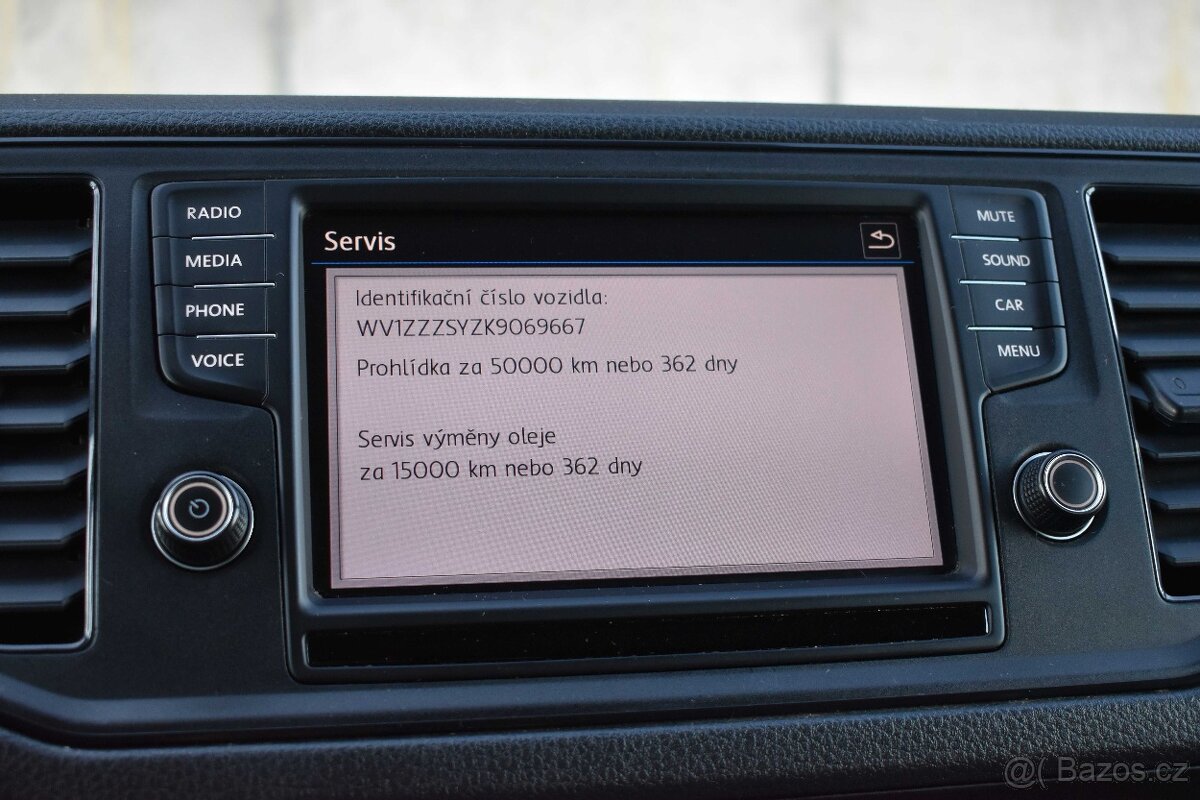 RADIO
MEDIA
PHONE
VOICE
Servis
Identifikační číslo vozidla:
WV1ZZZSYZK9069667
Prohlídka za 50000 km nebo 362 dny
Servis výměny oleje
za 15000 km nebo 362 dny
MUTE
SOUND
CAR
MENU
0
@( Bazos.cz